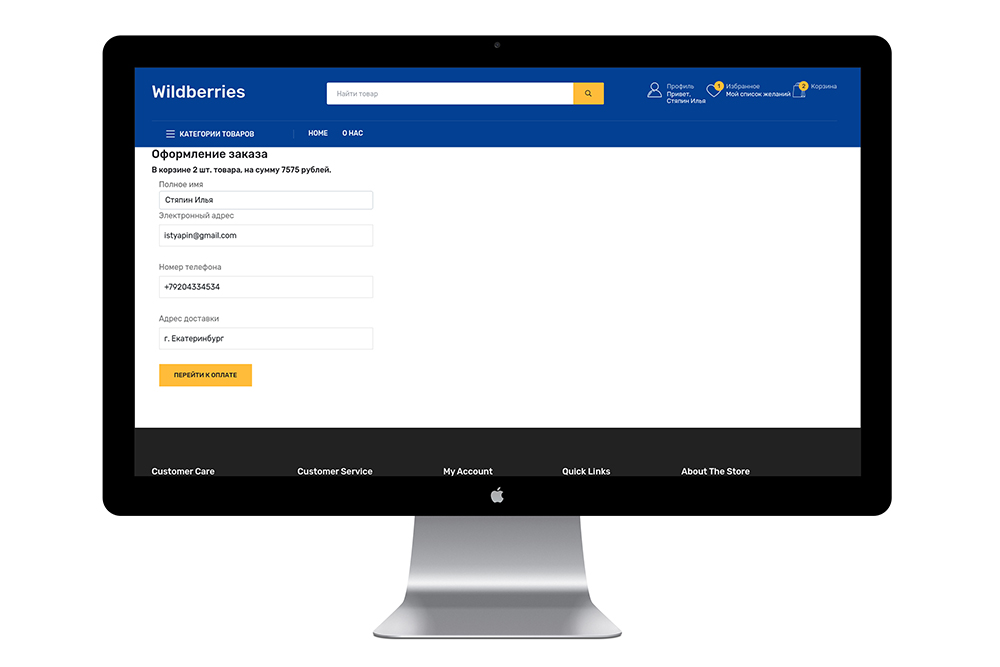 Wildberries
Найти товар
Профиль
Привет,
Стяпин Илья
1
Избранное
Мой список желаний
2
Корзина
КАТЕГОРИИ ТОВАРОВ
HOME
О НАС
Оформление заказа
В корзине 2 шт. товара, на сумму 7575 рублей.
Полное имя
Стяпин Илья
Электронный адрес
istyapin@gmail.com
Номер телефона
+79204334534
Адрес доставки
г. Екатеринбург
ПЕРЕЙТИ К ОПЛАТЕ
Customer Care
Customer Service
My Account
Quick Links
About The Store